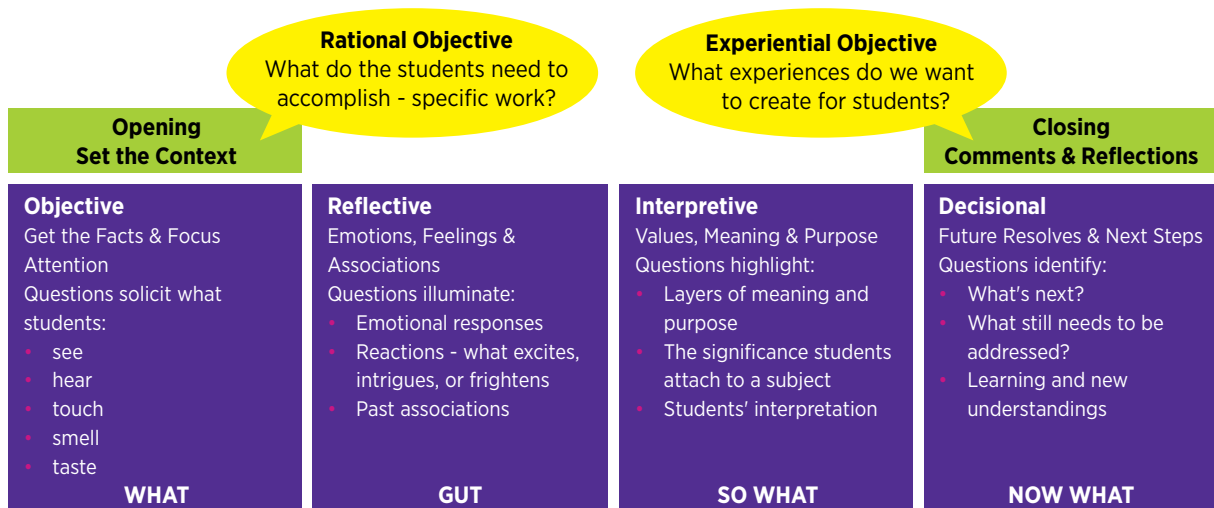 Rational Objective
What do the students need to
accomplish - specific work?
Experiential Objective
What experiences do we want
to create for students?
Opening
Set the Context
Closing
Comments & Reflections
Objective
Get the Facts & Focus
Attention
Questions solicit what
students:
• see
• hear
• touch
• smell
• taste
WHAT
Reflective
Emotions, Feelings &
Associations
Questions illuminate:
• Emotional responses
• Reactions - what excites,
intrigues, or frightens
• Past associations
GUT
Interpretive
Values, Meaning & Purpose
Questions highlight:
• Layers of meaning and
purpose
• The significance students
attach to a subject
• Students' interpretation
SO WHAT
Decisional
Future Resolves & Next Steps
Questions identify:
• What's next?
• What still needs to be
addressed?
• Learning and new
understandings
NOW WHAT